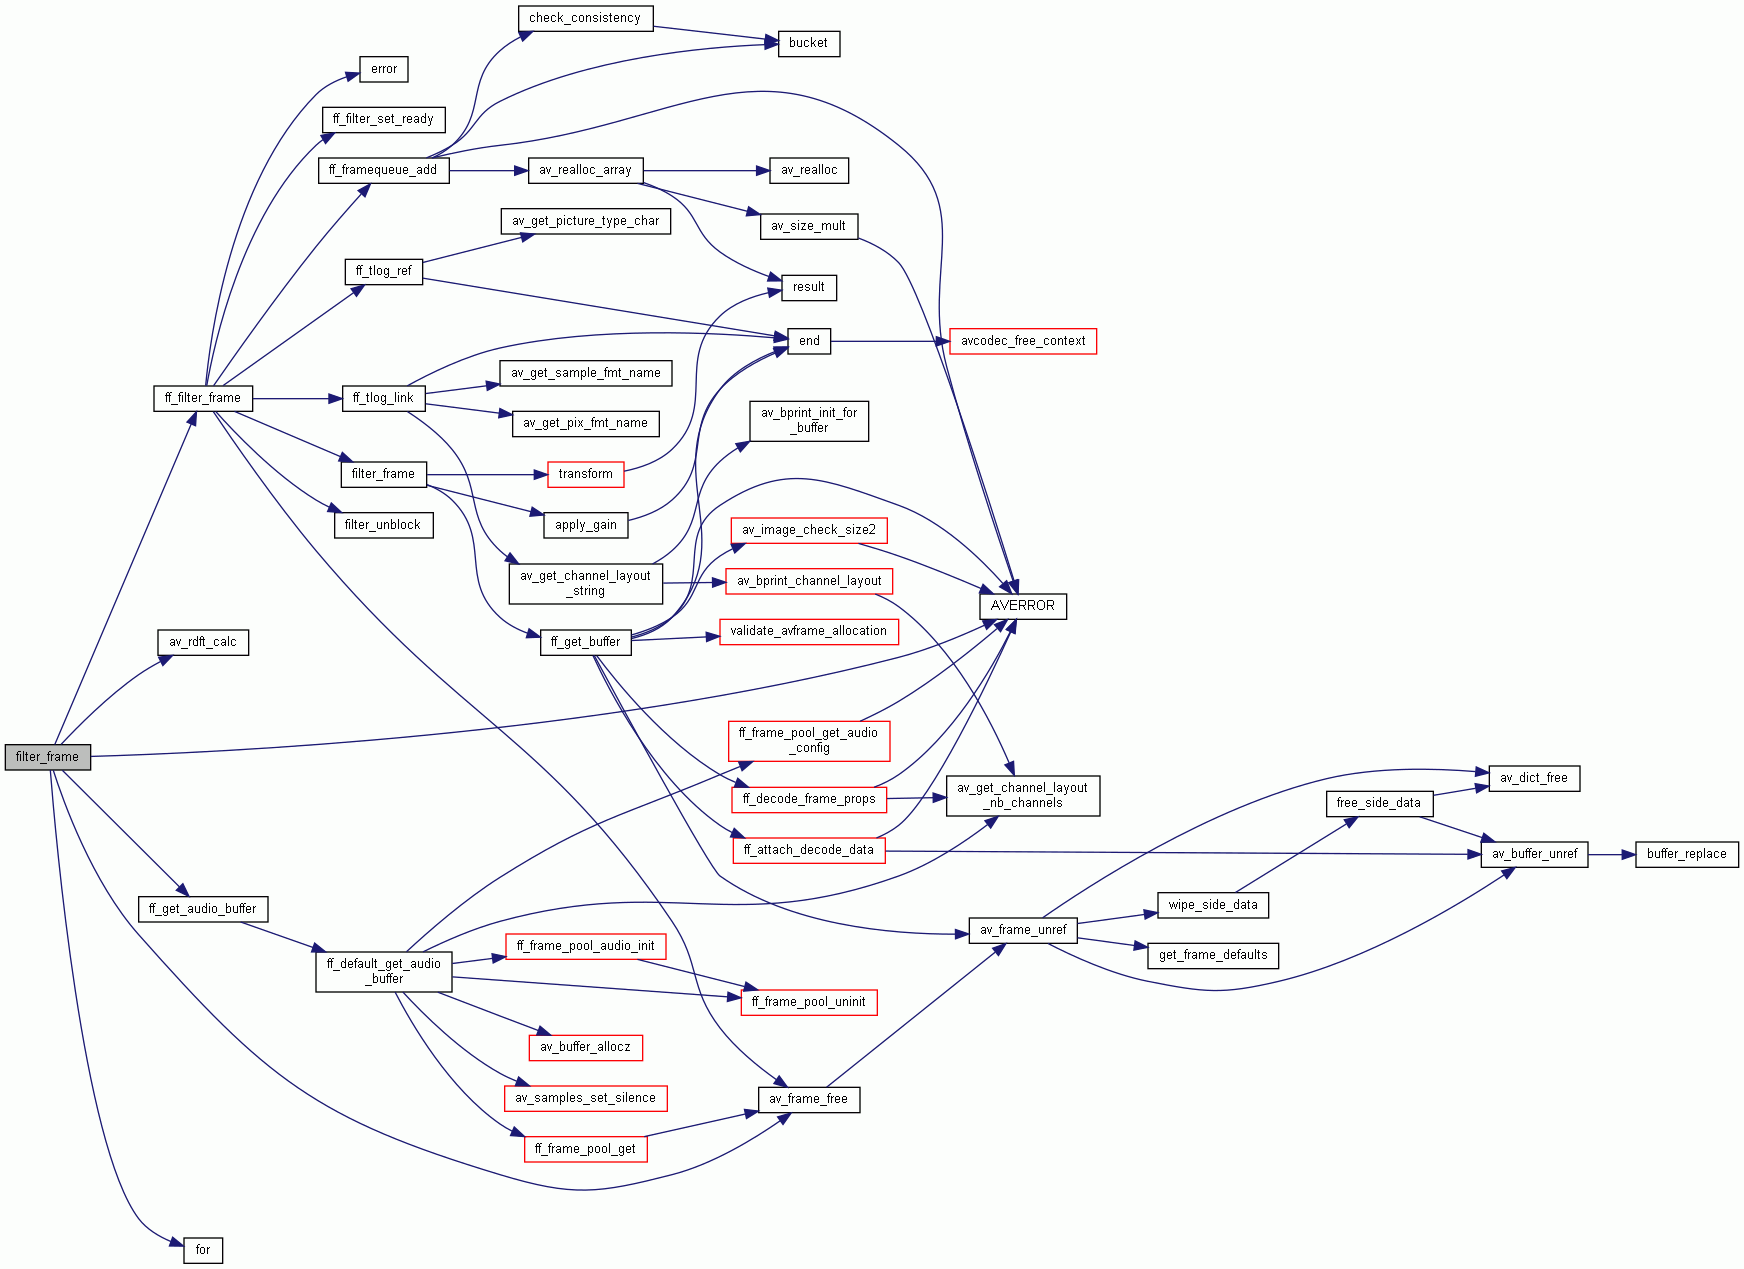 check_consistency
bucket
error
ff_filter_set_ready
ff_framequeue_add
av_realloc_array
av_realloc
av_get_picture_type_char
av_size_mult
ff_tlog_ref
result
end
avcodec_free_context
av_get_sample_fmt_name
ff_filter_frame
ff_tlog_link
av_get_pix_fmt_name
av_bprint_init_for
_buffer
filter_frame
transform
filter_unblock
apply_gain
av_image_check_size2
av_get_channel_layout
_string
av_bprint_channel_layout
AVERROR
av_rdft_calc
ff_get_buffer
validate_avframe_allocation
filter_frame
ff_frame_pool_get_audio
_config
ff_decode_frame_props
av_get_channel_layout
_nb_channels
av_dict_free
free_side_data
ff_attach_decode_data
av_buffer_unref
buffer_replace
ff_get_audio_buffer
wipe_side_data
av_frame_unref
ff_default_get_audio
_buffer
ff_frame_pool_audio_init
get_frame_defaults
ff_frame_pool_uninit
av_buffer_allocz
av_samples_set_silence
av_frame_free
ff_frame_pool_get
for